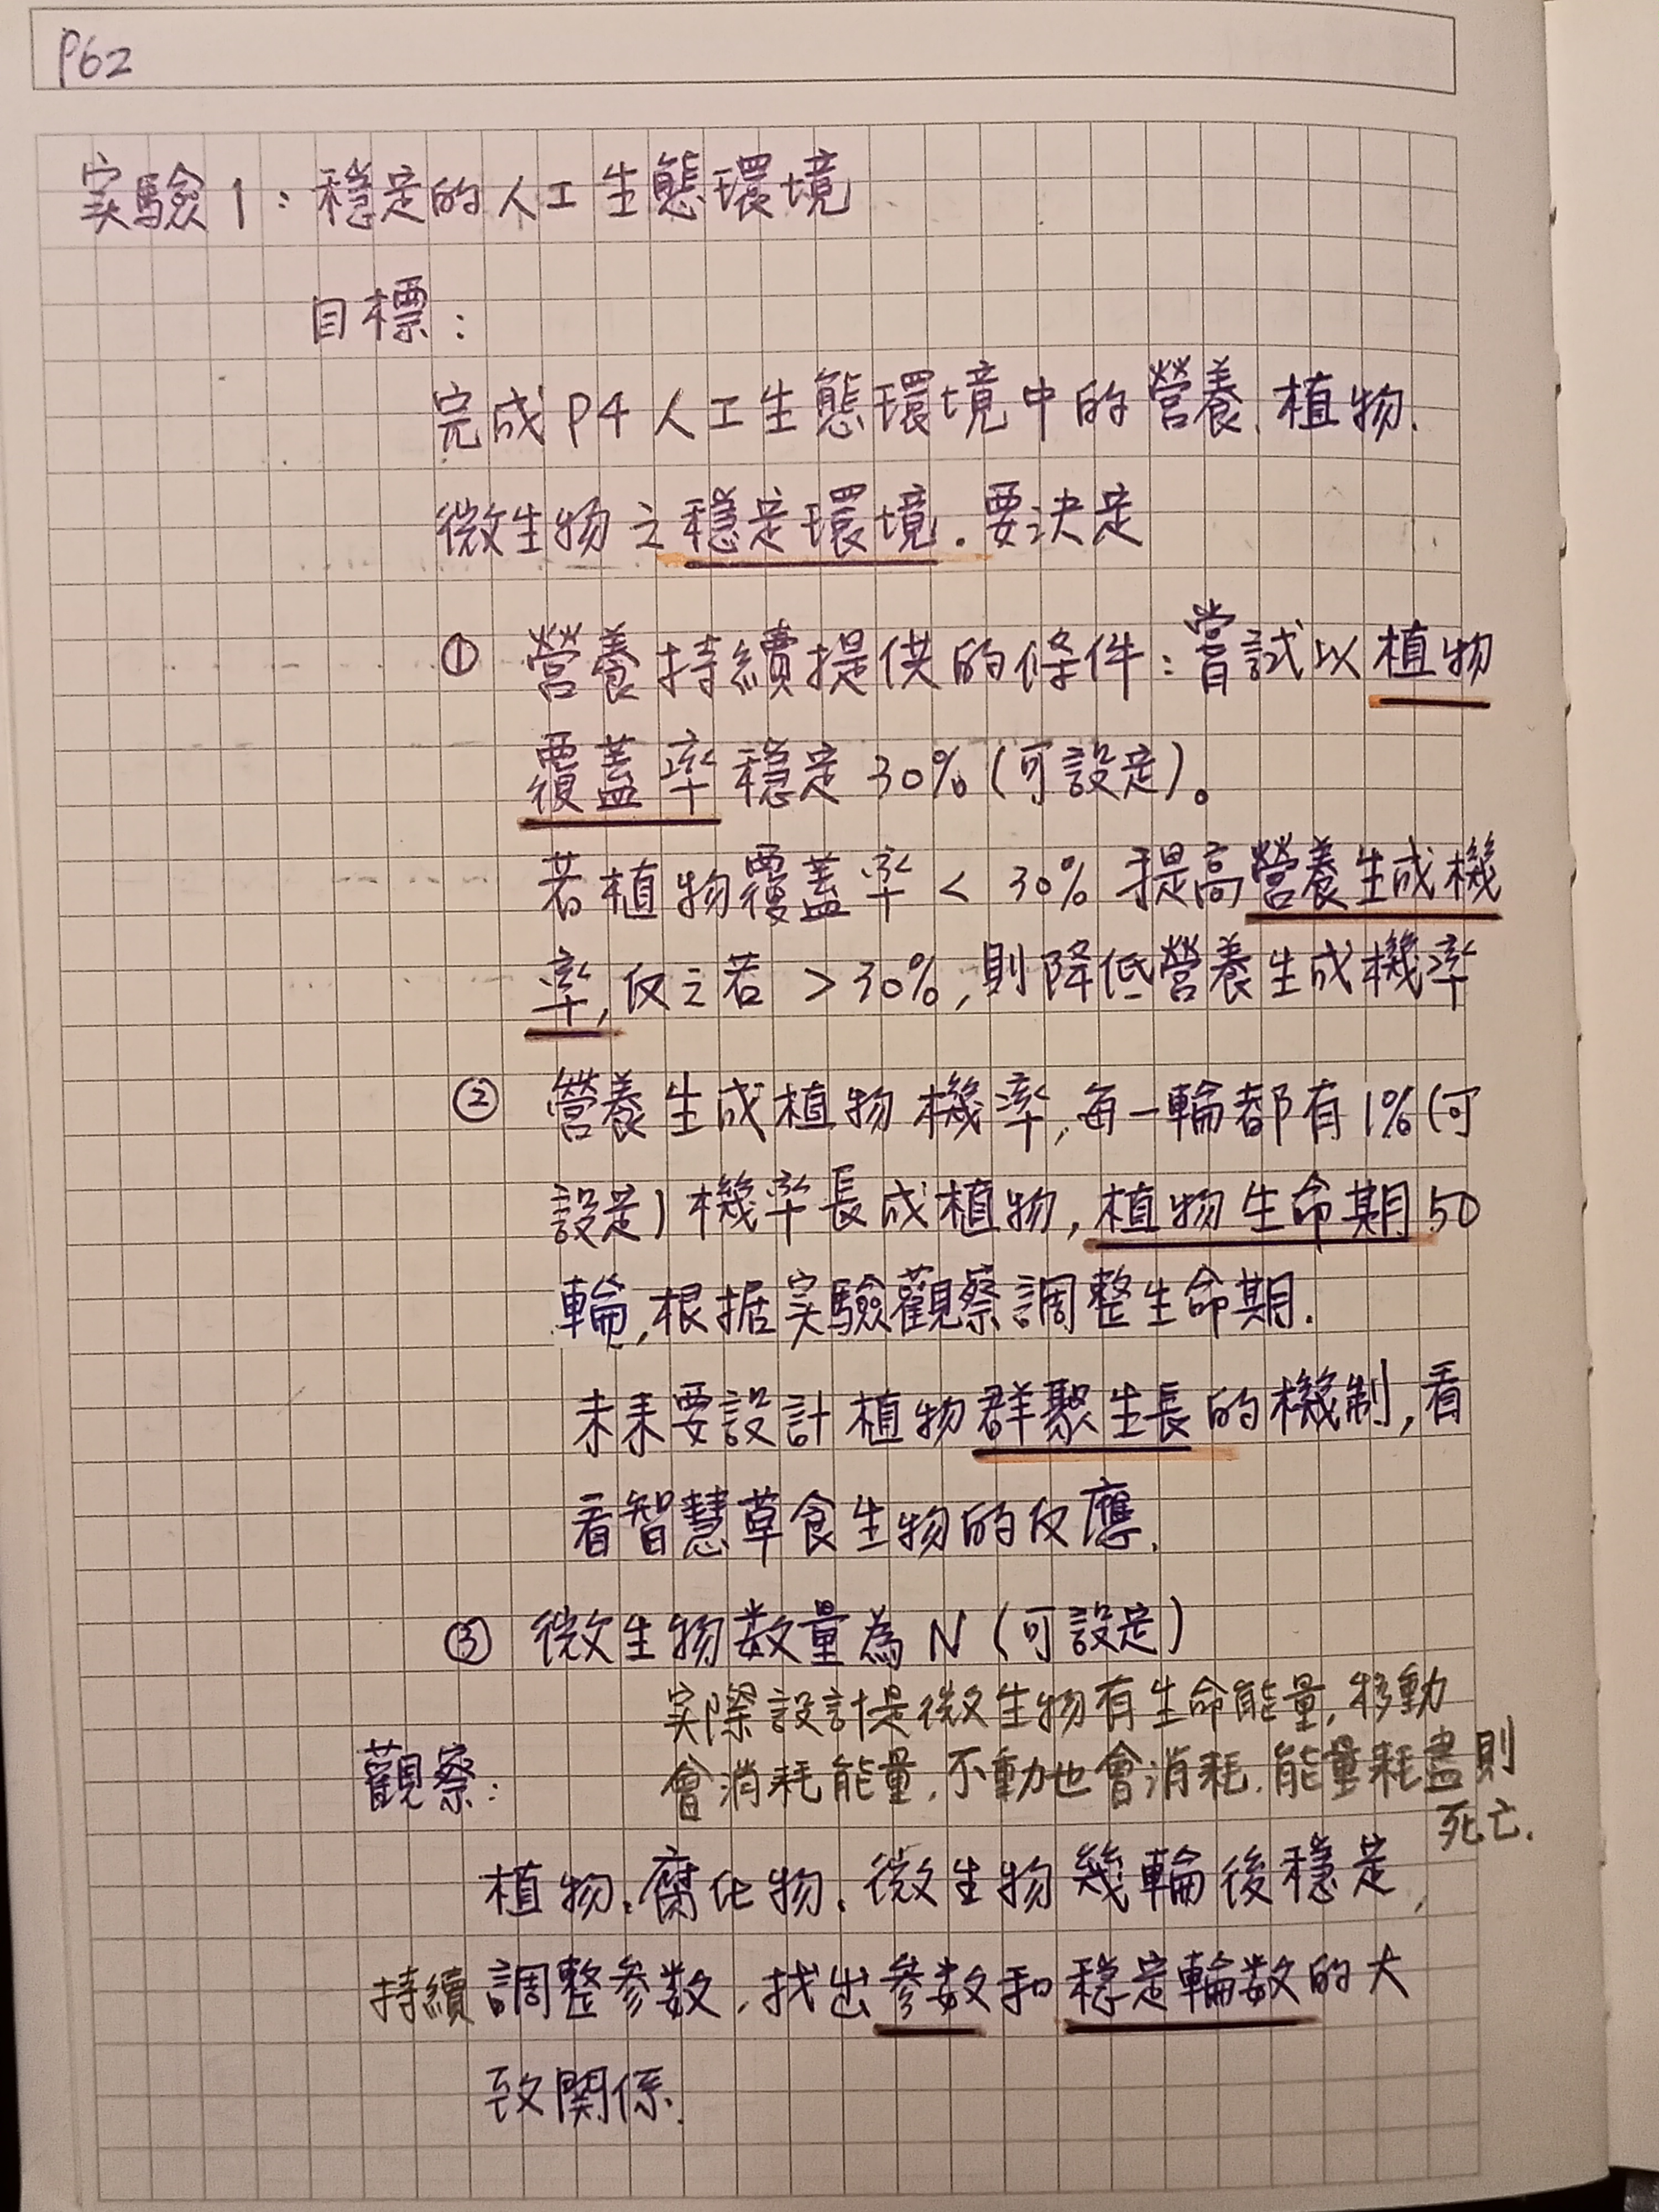 P62
实驗1：穩定的人工生態環境
目標：
完成P4人工生態環境中的營養、植物、
微生物之穩定環境.要決定
① 營養持續提供的條件：嘗試以植物
覆蓋率穩定30%(可設定)。
若植物覆蓋率<30%提高營養生成機
率,反之若>30%,則降低營養生成機率
② 營養生成植物機率,每一輪都有1%(可
設定)機率長成植物,植物生命期50
輪,根据实驗觀察調整生命期.
未来要設計植物群聚生長的機制,看
看智慧草食生物的反應.
③ 微生物数量為N(可設定)
实際設計是微生物有生命能量,移動
會消耗能量,不動也會消耗.能量耗盡則
死亡.
觀察：
植物、腐化物、微生物幾輪後穩定,
持續調整参数,找出参数和穩定輪数的大
致関係.